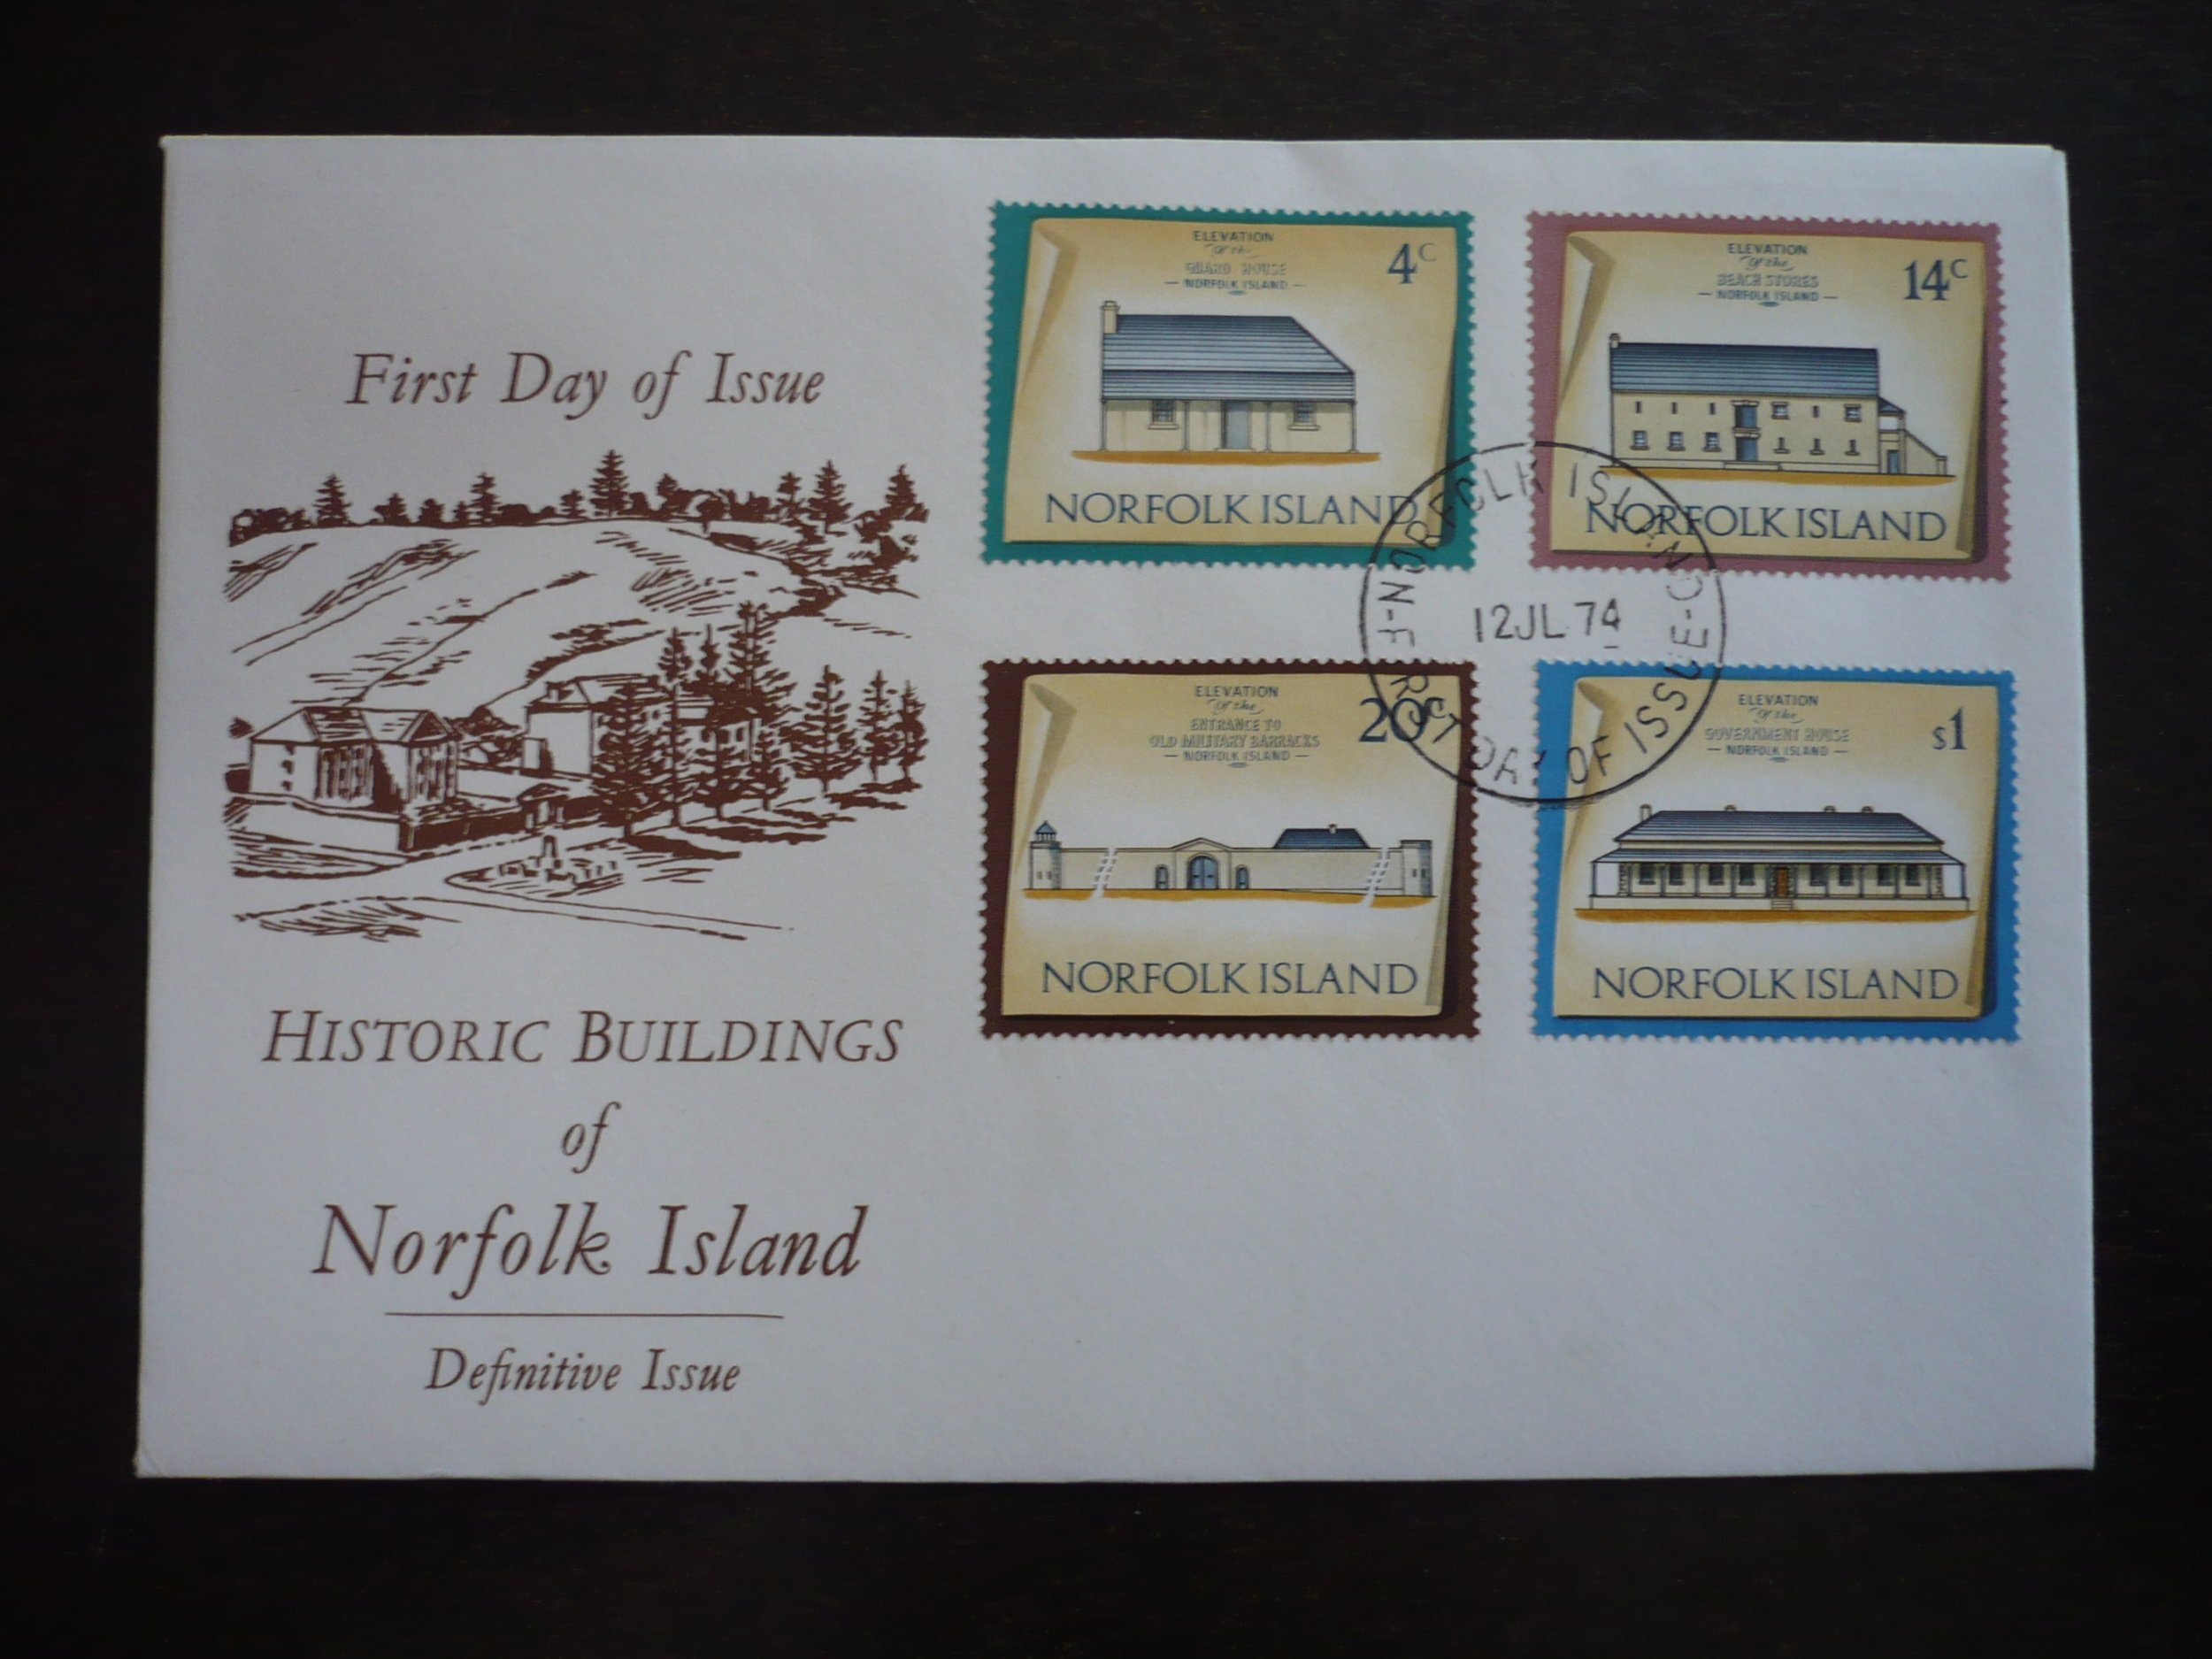 First Day of Issue
HISTORIC BUILDINGS
of
Norfolk Island
Definitive Issue
ELEVATION
of the
GUARD HOUSE
— NORFOLK ISLAND —
4c
NORFOLK ISLAND
ELEVATION
of the
BEACH STORES
— NORFOLK ISLAND —
14c
NORFOLK ISLAND
NORFOLK ISLAND
12JL74
FIRST DAY OF ISSUE
ELEVATION
of the
ENTRANCE TO
OLD MILITARY BARRACKS
— NORFOLK ISLAND —
20c
NORFOLK ISLAND
ELEVATION
of the
GOVERNMENT HOUSE
— NORFOLK ISLAND —
$1
NORFOLK ISLAND